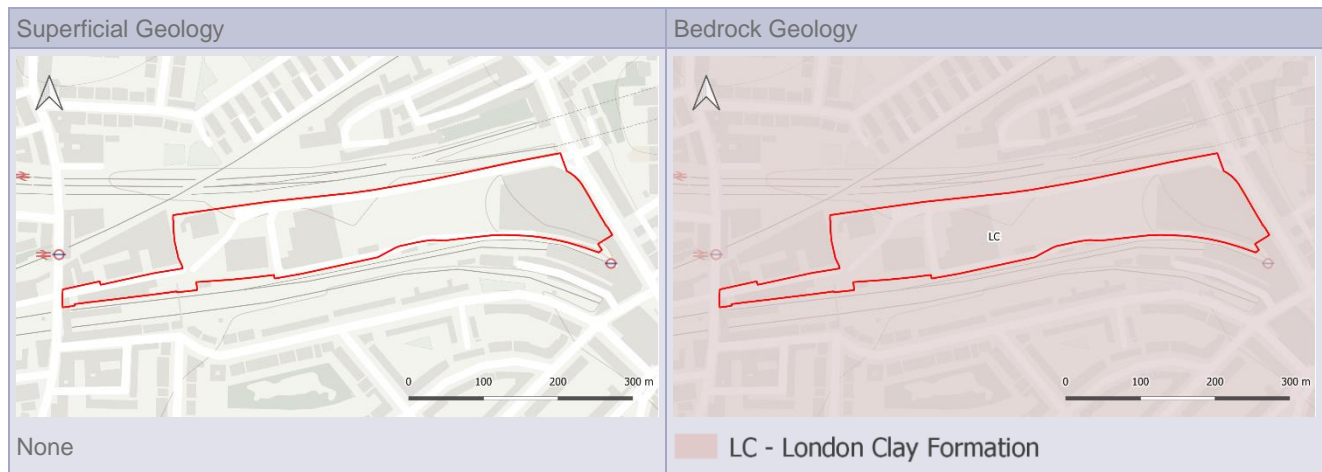 Superficial Geology
Bedrock Geology
0 100 200 300 m
LC
0 100 200 300 m
None
LC - London Clay Formation